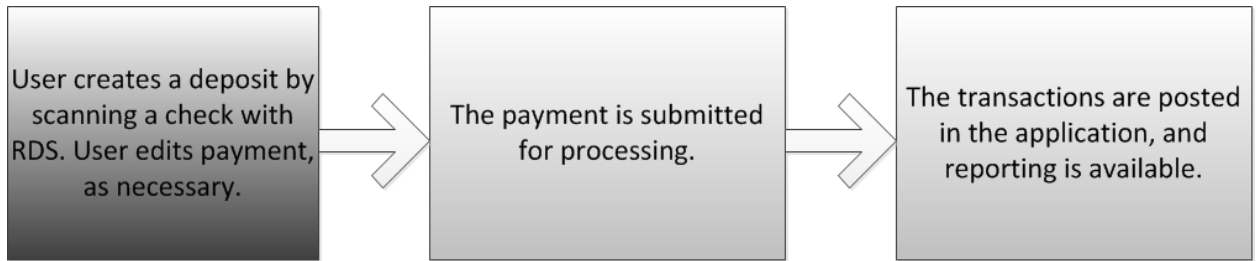 User creates a deposit by
scanning a check with
RDS. User edits payment,
as necessary.
The payment is submitted
for processing.
The transactions are posted
in the application, and
reporting is available.